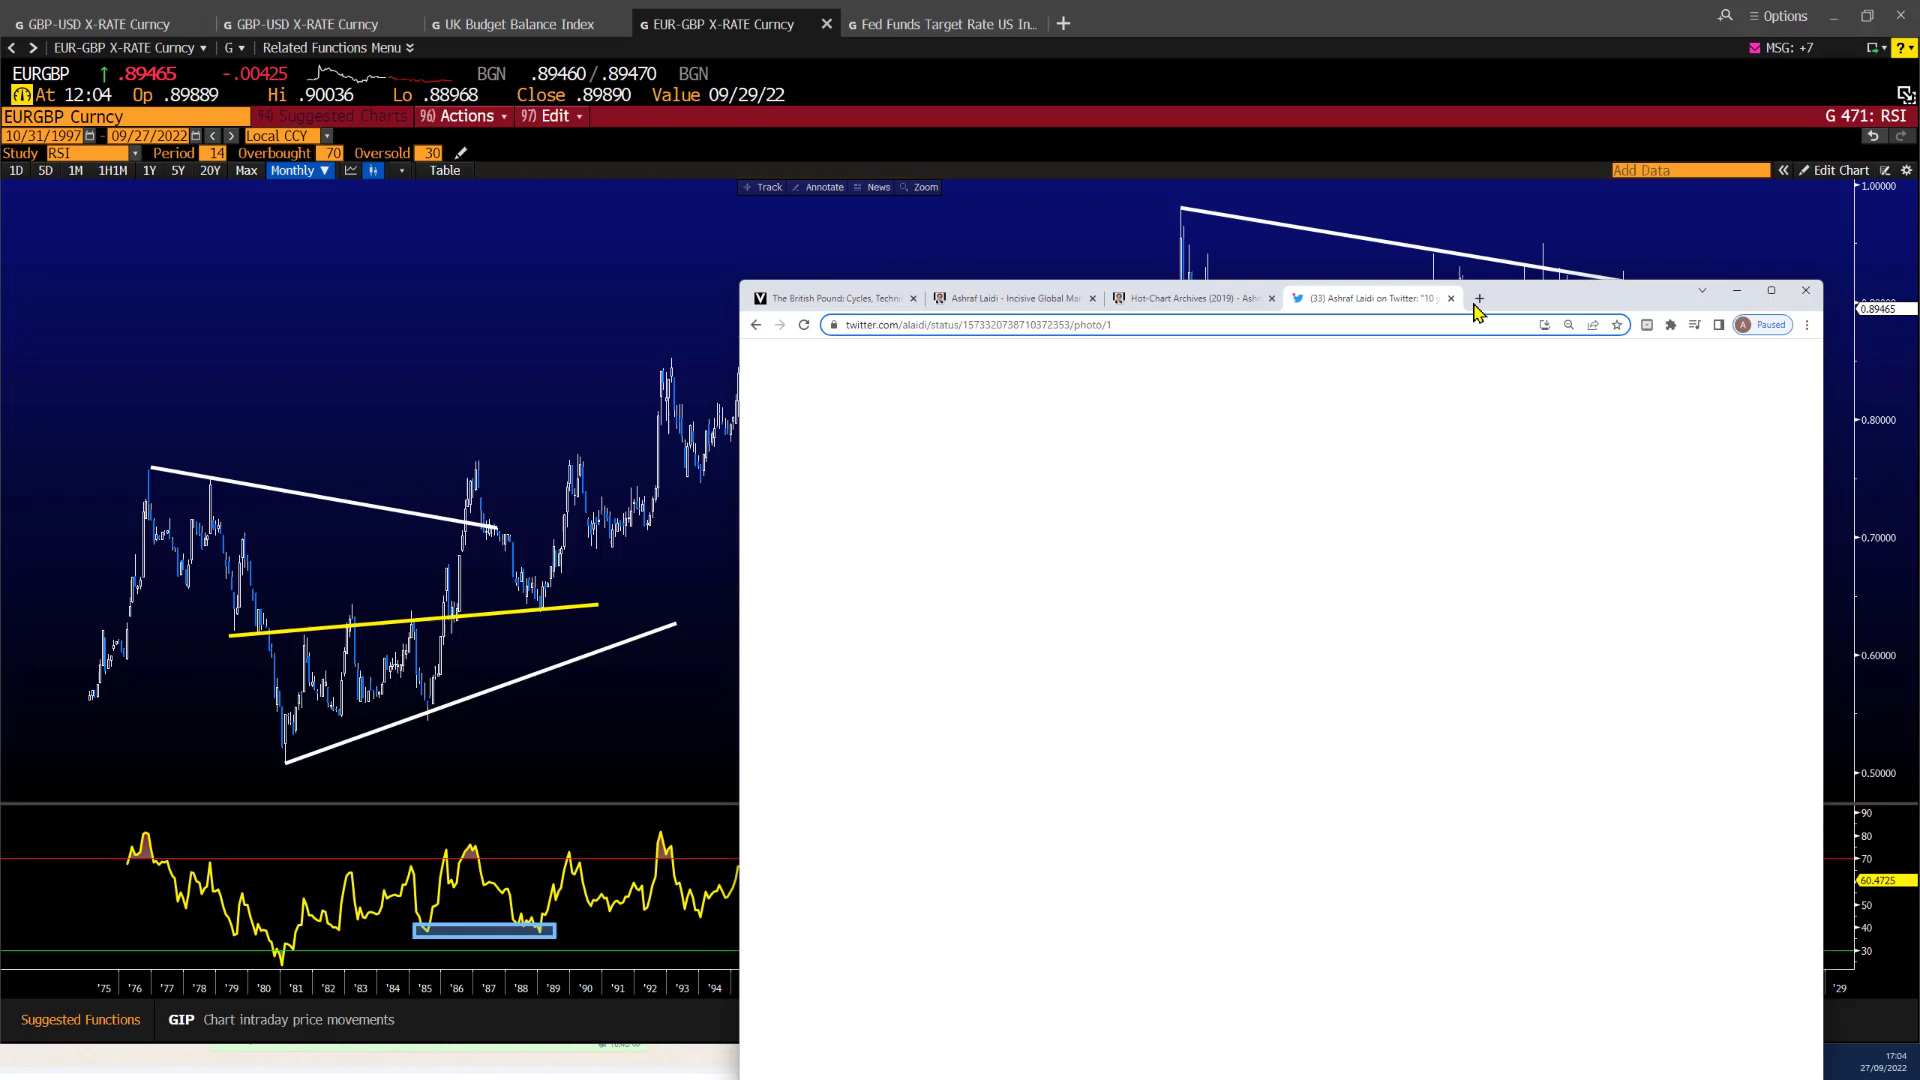 G GBP-USD X-RATE Curncy G GBP-USD X-RATE Curncy G UK Budget Balance Index G EUR-GBP X-RATE Curncy G Fed Funds Target Rate US In... Options
EUR-GBP X-RATE Curncy G Related Functions Menu MSG: +7 ?
EURGBP ↑ .89465 -.00425 BGN .89460/.89470 BGN
At 12:04 Op .89889 Hi .90036 Lo .88968 Close .89890 Value 09/29/22
EURGBP Curncy 94) Suggested Charts 96) Actions 97) Edit G 471: RSI
10/31/1997 - 09/27/2022 Local CCY
Study RSI Period 14 Overbought 70 Oversold 30
1D 5D 1M 1H1M 1Y 5Y 20Y Max Monthly ▼ Table Add Data Edit Chart
Track Annotate News Zoom
1.00000
0.89465
0.80000
0.70000
0.60000
0.50000
The British Pound: Cycles, Techni Ashraf Laidi - Incisive Global Ma Hot-Chart Archives (2019) - Ash (33) Ashraf Laidi on Twitter: "10 y
twitter.com/alaidi/status/1573320738710372353/photo/1 A Paused
90
80
70
60.4725
50
40
30
'75 '76 '77 '78 '79 '80 '81 '82 '83 '84 '85 '86 '87 '88 '89 '90 '91 '92 '93 '94 '29
Suggested Functions GIP Chart intraday price movements
17:04
27/09/2022